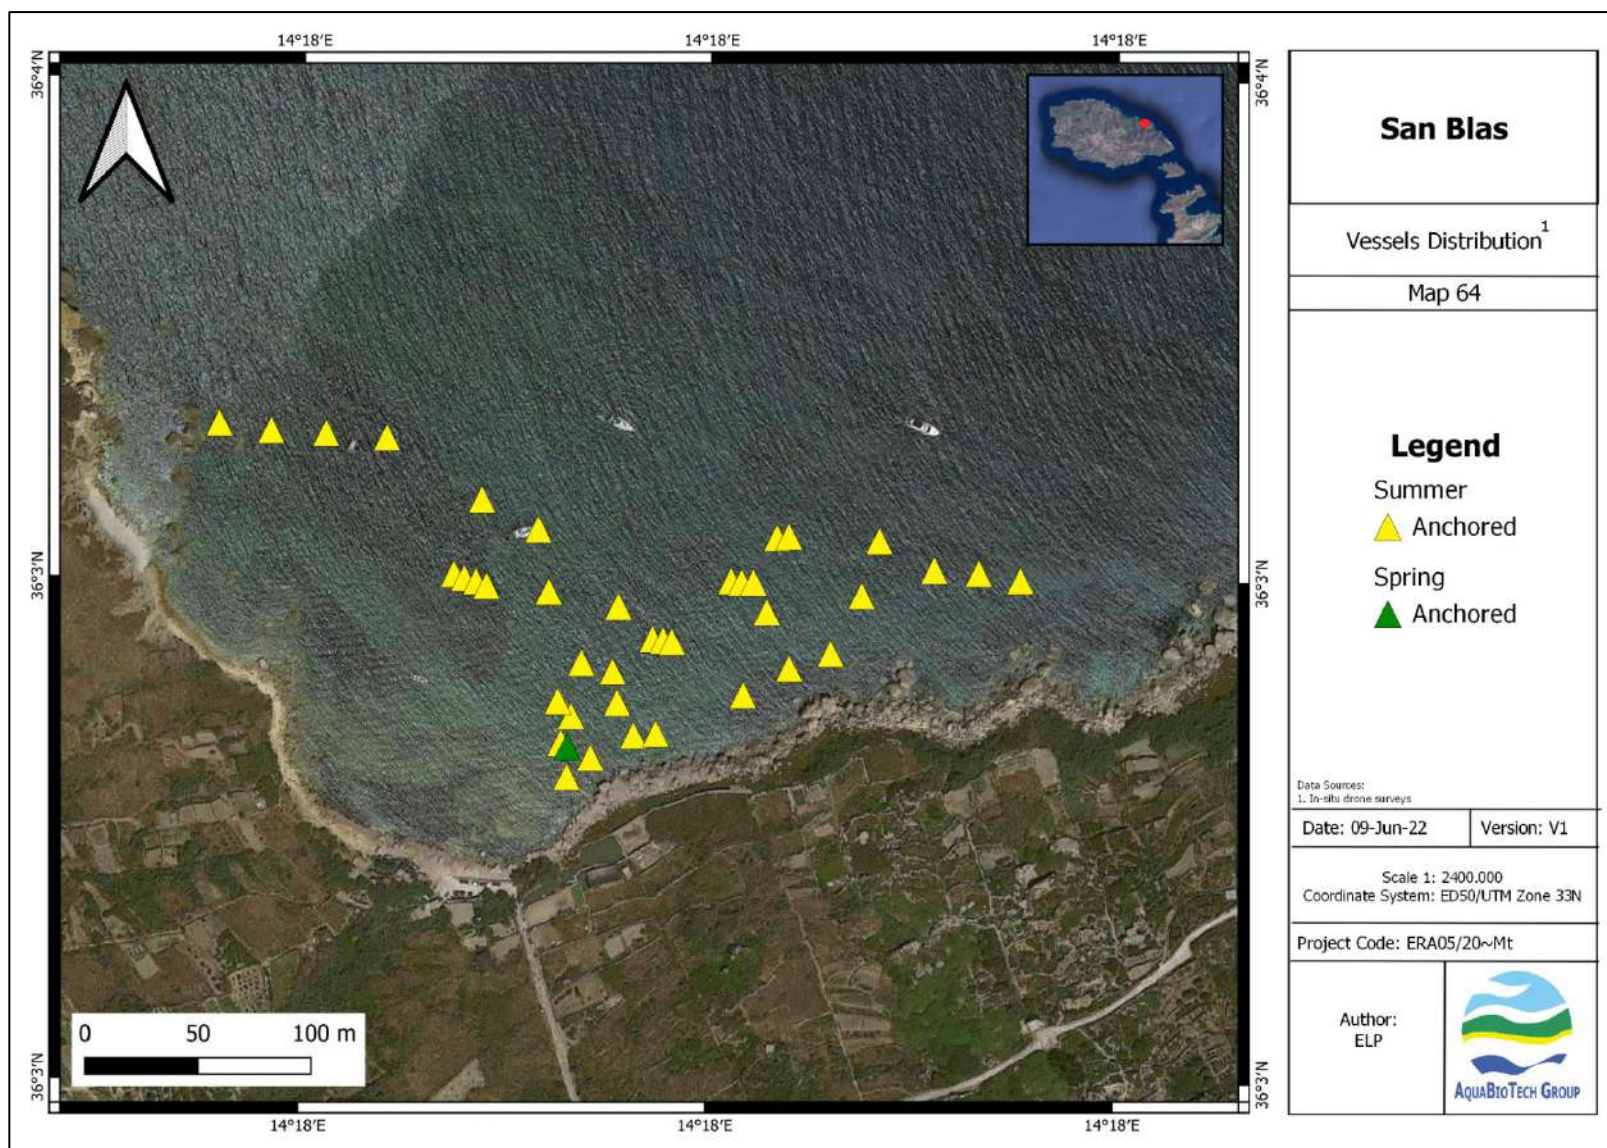 14°18'E 14°18'E 14°18'E
36°4'N 36°4'N
36°3'N 36°3'N
36°3'N 36°3'N
0 50 100 m
14°18'E 14°18'E 14°18'E
San Blas
Vessels Distribution1
Map 64
Legend
Summer
Anchored
Spring
Anchored
Data Sources:
1. In-situ drone surveys
Date: 09-Jun-22 Version: V1
Scale 1: 2400.000
Coordinate System: ED50/UTM Zone 33N
Project Code: ERA05/20~Mt
Author:
ELP
AQUABIOTECH GROUP